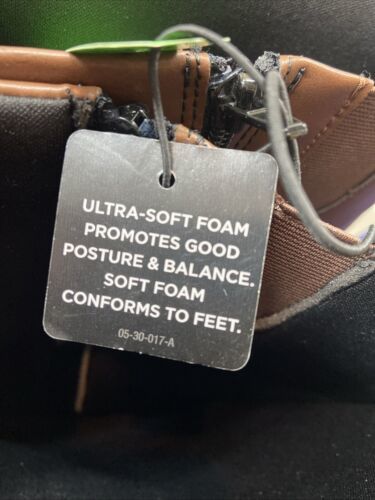 ULTRA-SOFT FOAM
PROMOTES GOOD
POSTURE & BALANCE.
SOFT FOAM
CONFORMS TO FEET.
05-30-017-A